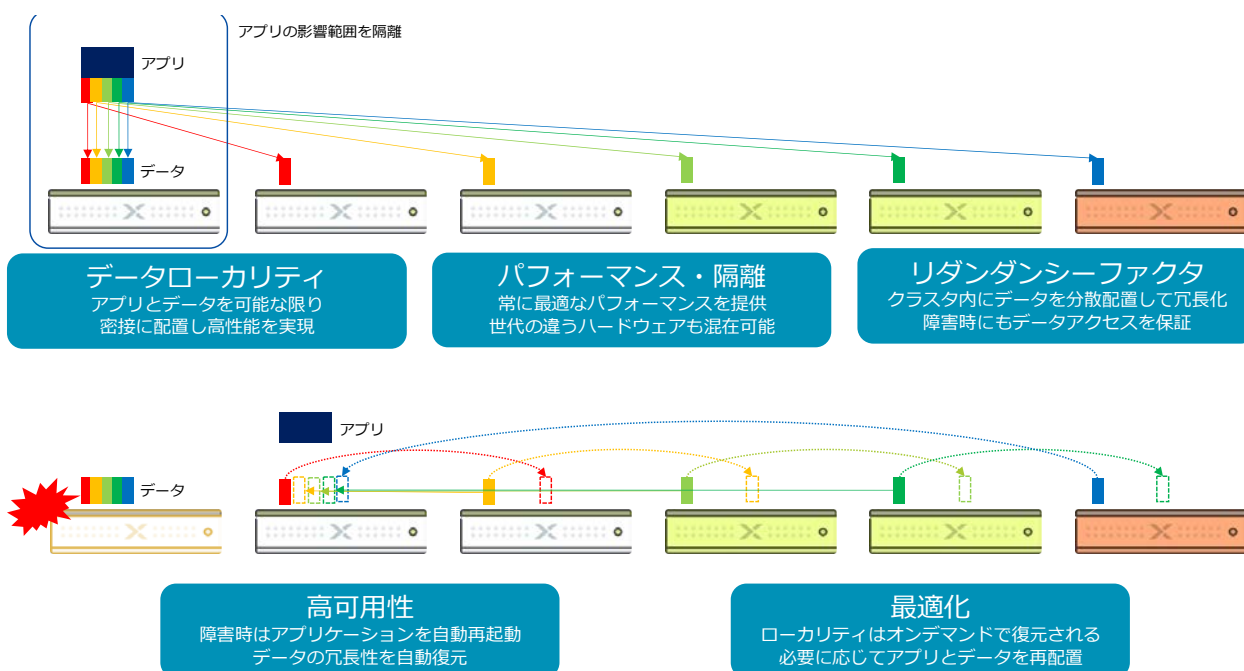 アプリの影響範囲を隔離
アプリ
データ
データローカリティ
アプリとデータを可能な限り
密接に配置し高性能を実現
パフォーマンス・隔離
常に最適なパフォーマンスを提供
世代の違うハードウェアも混在可能
リダンダンシーファクタ
クラスタ内にデータを分散配置して冗長化
障害時にもデータアクセスを保証
アプリ
データ
高可用性
障害時はアプリケーションを自動再起動
データの冗長性を自動復元
最適化
ローカリティはオンデマンドで復元される
必要に応じてアプリとデータを再配置